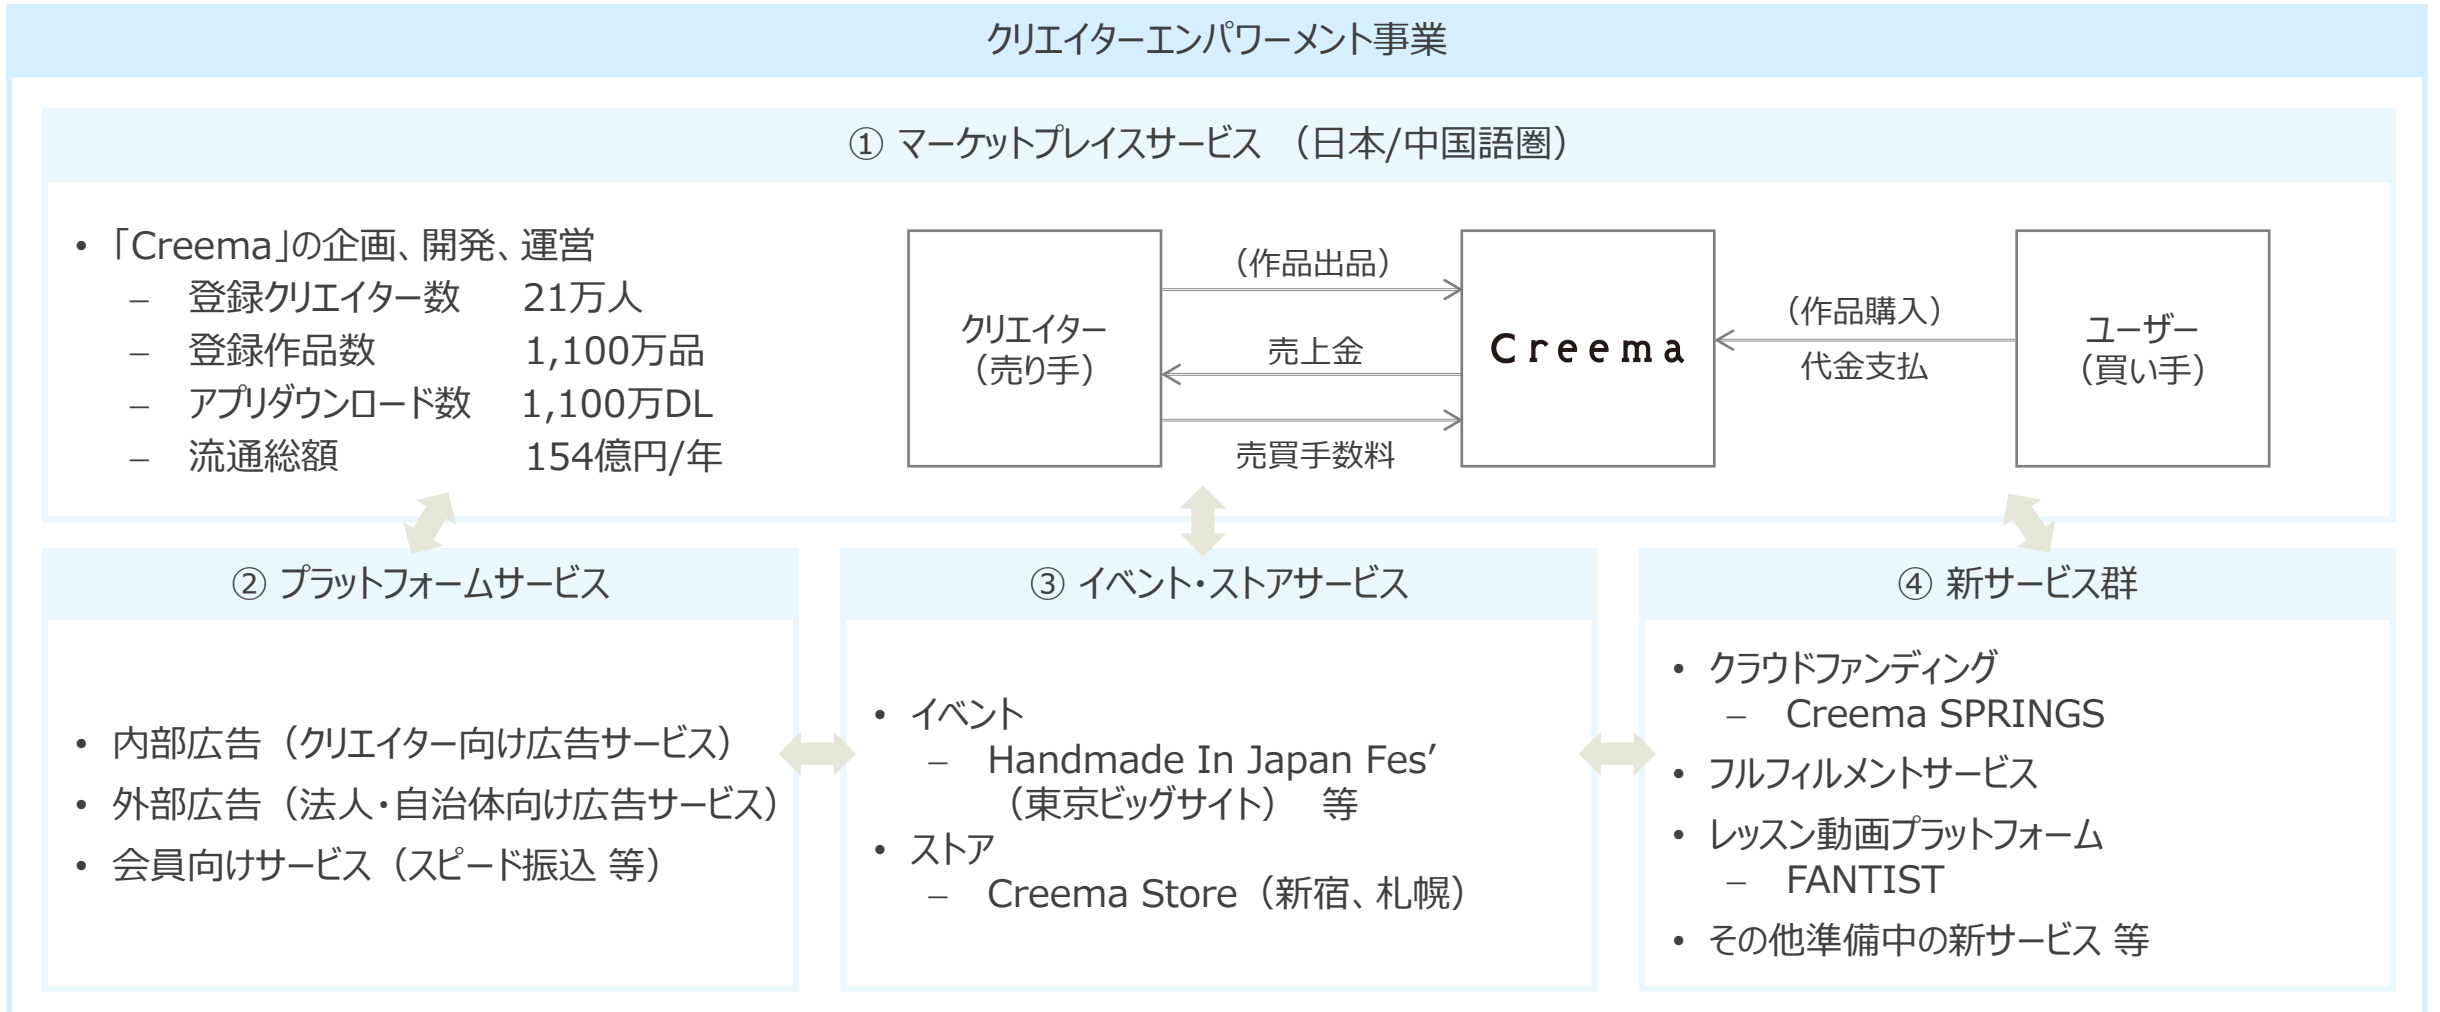 クリエイターエンパワーメント事業
① マーケットプレイスサービス （日本/中国語圏）
• 「Creema」の企画、開発、運営
– 登録クリエイター数 21万人
– 登録作品数 1,100万品
– アプリダウンロード数 1,100万DL
– 流通総額 154億円/年
クリエイター
（売り手）
（作品出品）
売上金
売買手数料
Creema
（作品購入）
代金支払
ユーザー
（買い手）
② プラットフォームサービス
• 内部広告（クリエイター向け広告サービス）
• 外部広告（法人・自治体向け広告サービス）
• 会員向けサービス（スピード振込 等）
③ イベント・ストアサービス
• イベント
– Handmade In Japan Fes’
（東京ビッグサイト） 等
• ストア
– Creema Store（新宿、札幌）
④ 新サービス群
• クラウドファンディング
– Creema SPRINGS
• フルフィルメントサービス
• レッスン動画プラットフォーム
– FANTIST
• その他準備中の新サービス 等